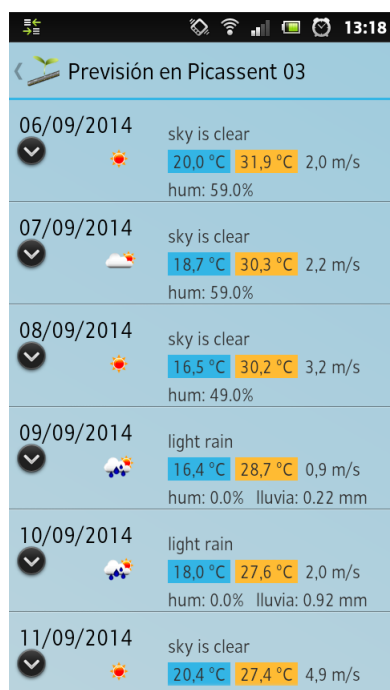 13:18
Previsión en Picassent 03
06/09/2014
sky is clear
20,0 °C 31,9 °C 2,0 m/s
hum: 59.0%
07/09/2014
sky is clear
18,7 °C 30,3 °C 2,2 m/s
hum: 59.0%
08/09/2014
sky is clear
16,5 °C 30,2 °C 3,2 m/s
hum: 49.0%
09/09/2014
light rain
16,4 °C 28,7 °C 0,9 m/s
hum: 0.0% lluvia: 0.22 mm
10/09/2014
light rain
18,0 °C 27,6 °C 2,0 m/s
hum: 0.0% lluvia: 0.92 mm
11/09/2014
sky is clear
20,4 °C 27,4 °C 4,9 m/s